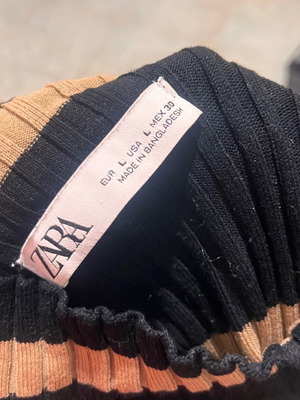 ZARA
EUR L USA L MEX 30
MADE IN BANGLADESH